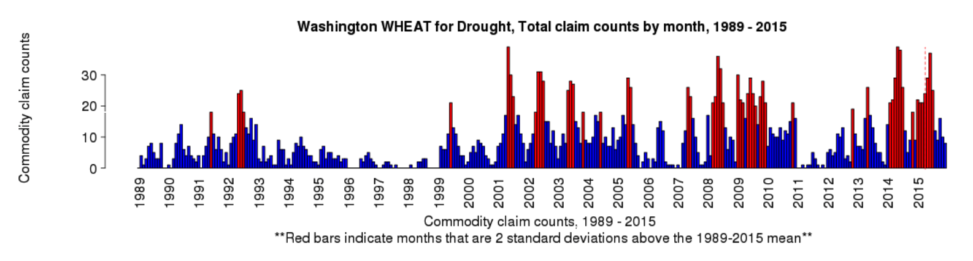 Washington WHEAT for Drought, Total claim counts by month, 1989 - 2015
Commodity claim counts
30
20
10
0
1989 1990 1991 1992 1993 1994 1995 1996 1997 1998 1999 2000 2001 2002 2003 2004 2005 2006 2007 2008 2009 2010 2011 2012 2013 2014 2015
Commodity claim counts, 1989 - 2015
**Red bars indicate months that are 2 standard deviations above the 1989-2015 mean**